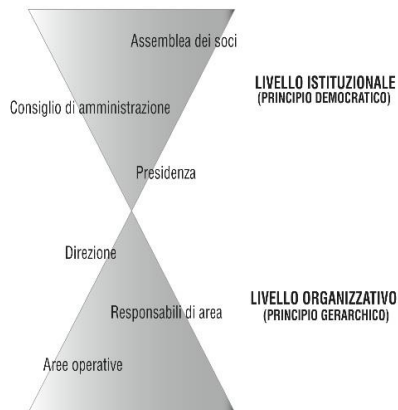 Assemblea dei soci
LIVELLO ISTITUZIONALE
(PRINCIPIO DEMOCRATICO)
Consiglio di amministrazione
Presidenza
Direzione
LIVELLO ORGANIZZATIVO
(PRINCIPIO GERARCHICO)
Responsabili di area
Aree operative